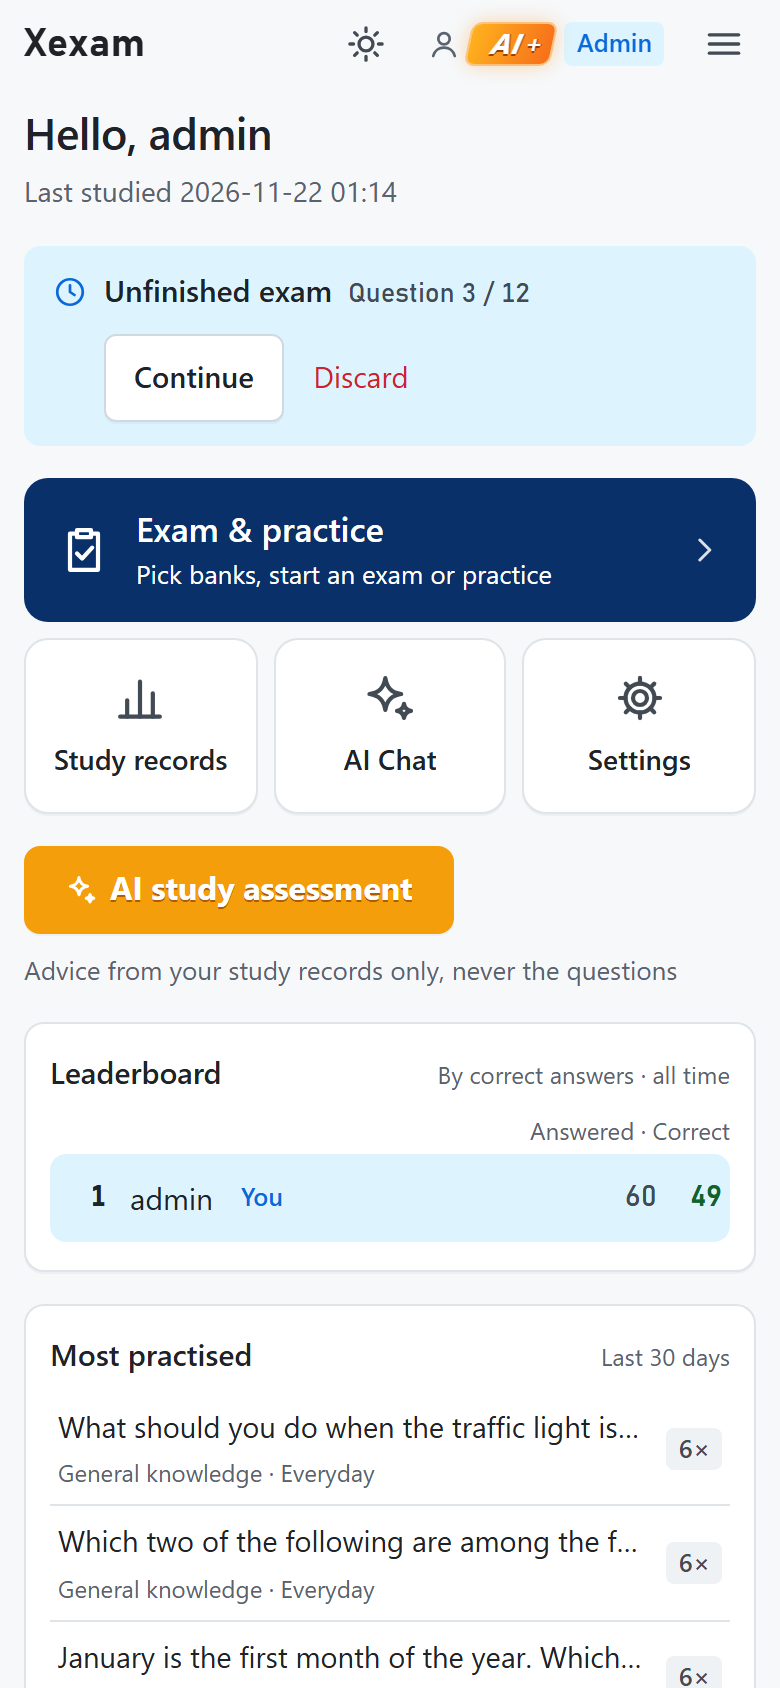 Xexam
AI+
Admin
Hello, admin
Last studied 2026-11-22 01:14
Unfinished exam Question 3 / 12
Continue
Discard
Exam & practice
Pick banks, start an exam or practice
Study records
AI Chat
Settings
AI study assessment
Advice from your study records only, never the questions
Leaderboard
By correct answers · all time
Answered · Correct
1 admin You 60 49
Most practised
Last 30 days
What should you do when the traffic light is...
6×
General knowledge · Everyday
Which two of the following are among the f...
6×
General knowledge · Everyday
January is the first month of the year. Which...
6×